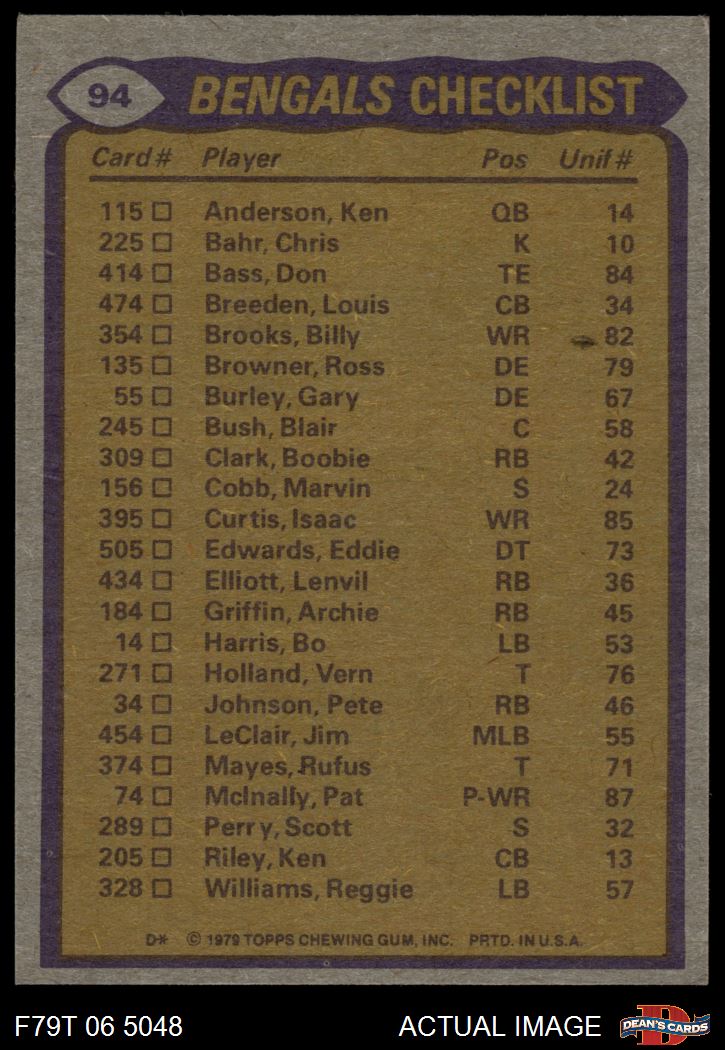 94 BENGALS CHECKLIST
Card # Player Pos Unif #
115 Anderson, Ken QB 14
225 Bahr, Chris K 10
414 Bass, Don TE 84
474 Breeden, Louis CB 34
354 Brooks, Billy WR 82
135 Browner, Ross DE 79
55 Burley, Gary DE 67
245 Bush, Blair C 58
309 Clark, Boobie RB 42
156 Cobb, Marvin S 24
395 Curtis, Isaac WR 85
505 Edwards, Eddie DT 73
434 Elliott, Lenvil RB 36
184 Griffin, Archie RB 45
14 Harris, Bo LB 53
271 Holland, Vern T 76
34 Johnson, Pete RB 46
454 LeClair, Jim MLB 55
374 Mayes, Rufus T 71
74 McInally, Pat P-WR 87
289 Perry, Scott S 32
205 Riley, Ken CB 13
328 Williams, Reggie LB 57
D* © 1979 TOPPS CHEWING GUM, INC. PRTD. IN U.S.A.
F79T 06 5048 ACTUAL IMAGE D DEAN'S CARDS